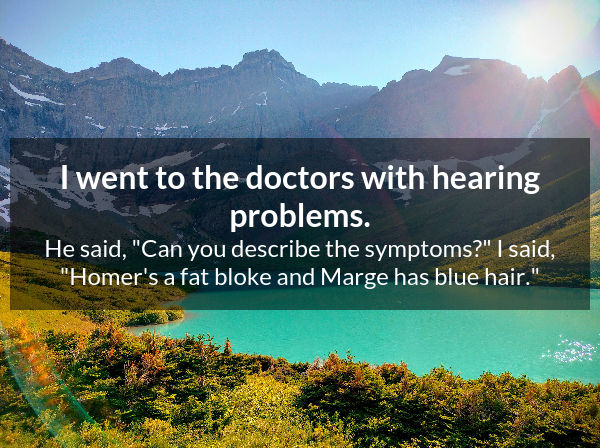 I went to the doctors with hearing
problems.
He said, "Can you describe the symptoms?" I said,
"Homer's a fat bloke and Marge has blue hair."